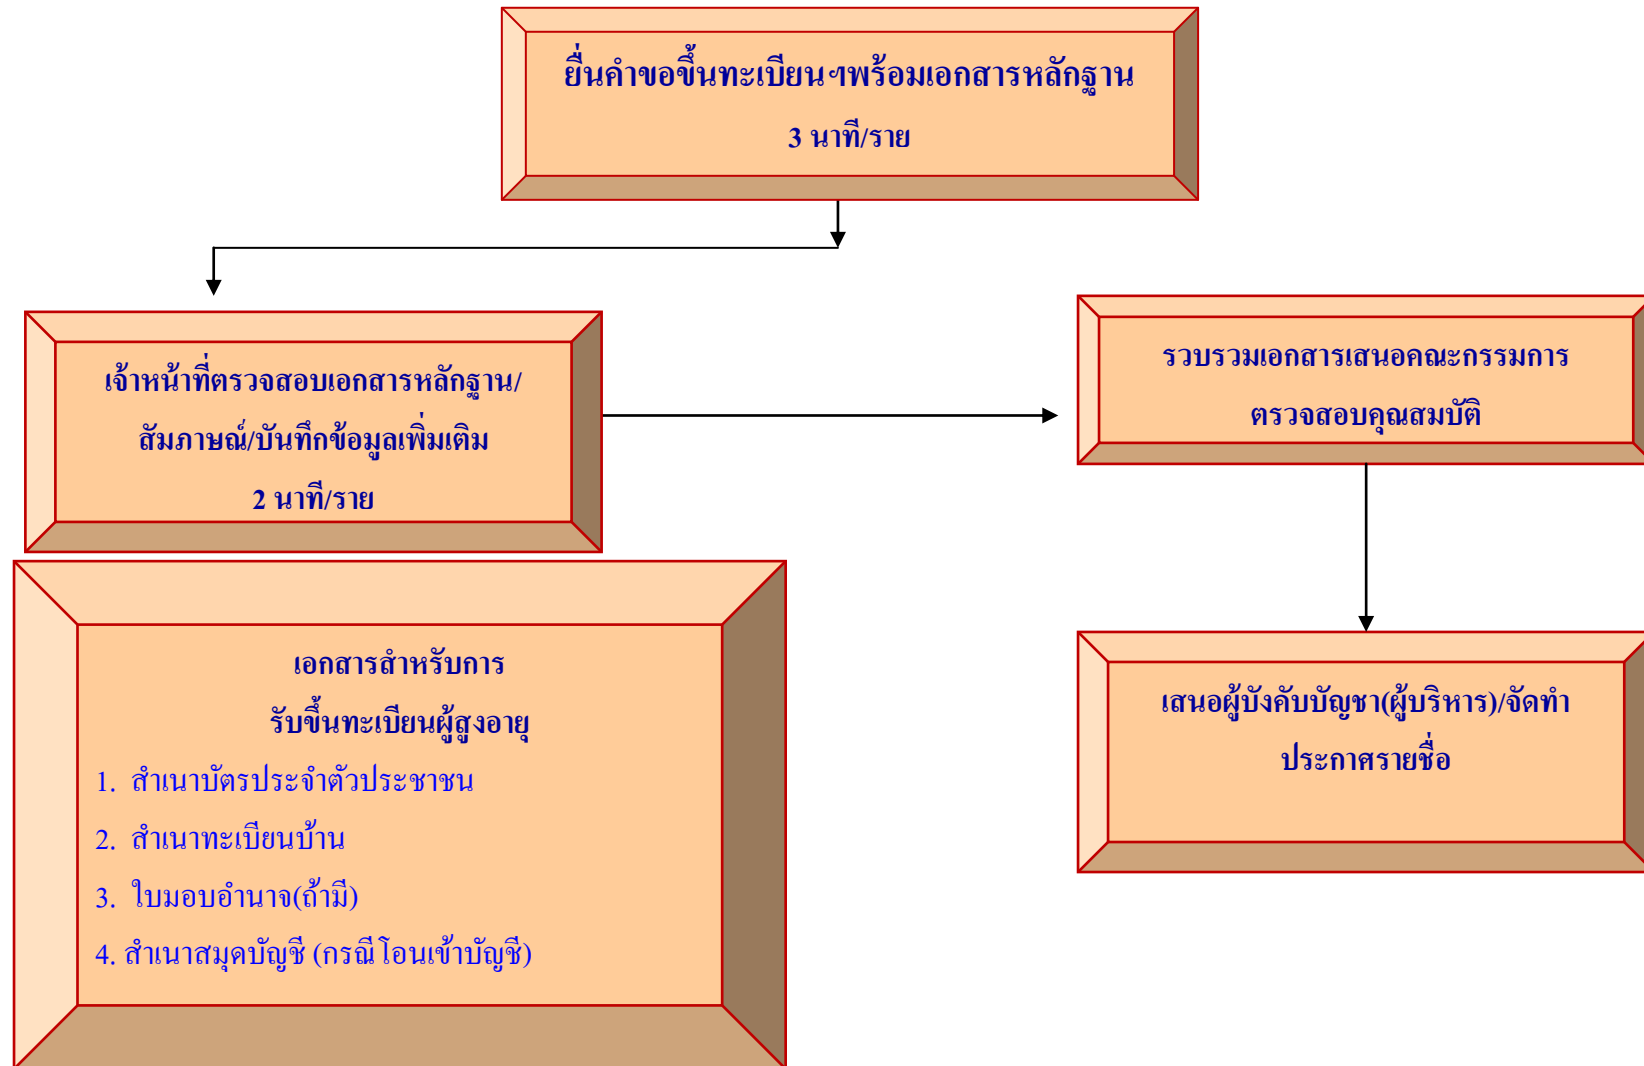 ยื่นคำขอขึ้นทะเบียนฯพร้อมเอกสารหลักฐาน
3 นาที/ราย
เจ้าหน้าที่ตรวจสอบเอกสารหลักฐาน/
สัมภาษณ์/บันทึกข้อมูลเพิ่มเติม
2 นาที/ราย
รวบรวมเอกสารเสนอคณะกรรมการ
ตรวจสอบคุณสมบัติ
เสนอผู้บังคับบัญชา(ผู้บริหาร)/จัดทำ
ประกาศรายชื่อ
เอกสารสำหรับการ
รับขึ้นทะเบียนผู้สูงอายุ
1. สำเนาบัตรประจำตัวประชาชน
2. สำเนาทะเบียนบ้าน
3. ใบมอบอำนาจ(ถ้ามี)
4. สำเนาสมุดบัญชี (กรณีโอนเข้าบัญชี)